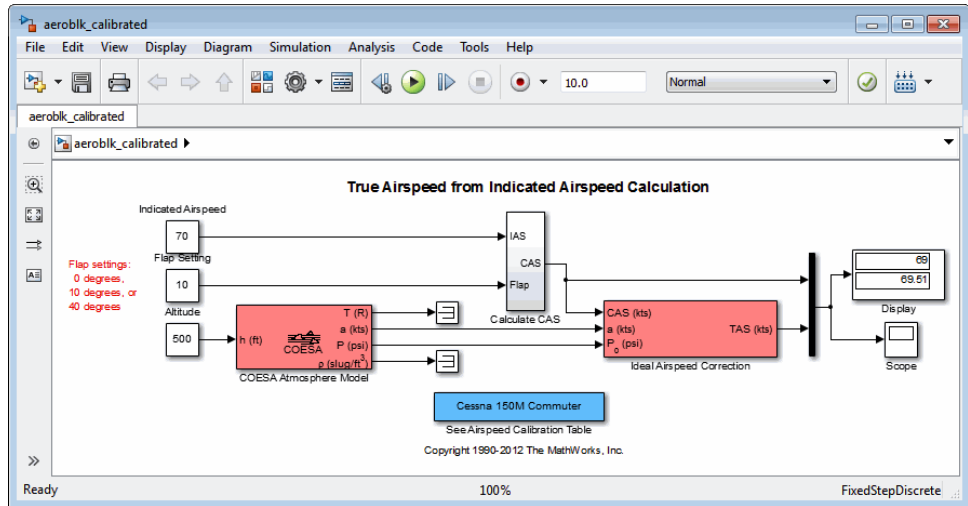 aeroblk_calibrated
File Edit View Display Diagram Simulation Analysis Code Tools Help
10.0 Normal
aeroblk_calibrated
aeroblk_calibrated
True Airspeed from Indicated Airspeed Calculation
Indicated Airspeed
70
IAS
Flap settings:
0 degrees,
10 degrees, or
40 degrees
Flap Setting
CAS
10
Flap
69
69.51
Display
Altitude
Calculate CAS
500
h (ft)
COESA
T (R)
a (kts)
P (psi)
ρ (slug/ft³)
COESA Atmosphere Model
CAS (kts)
a (kts)
P₀ (psi)
TAS (kts)
Ideal Airspeed Correction
Scope
Cessna 150M Commuter
See Airspeed Calibration Table
Copyright 1990-2012 The MathWorks, Inc.
Ready 100% FixedStepDiscrete